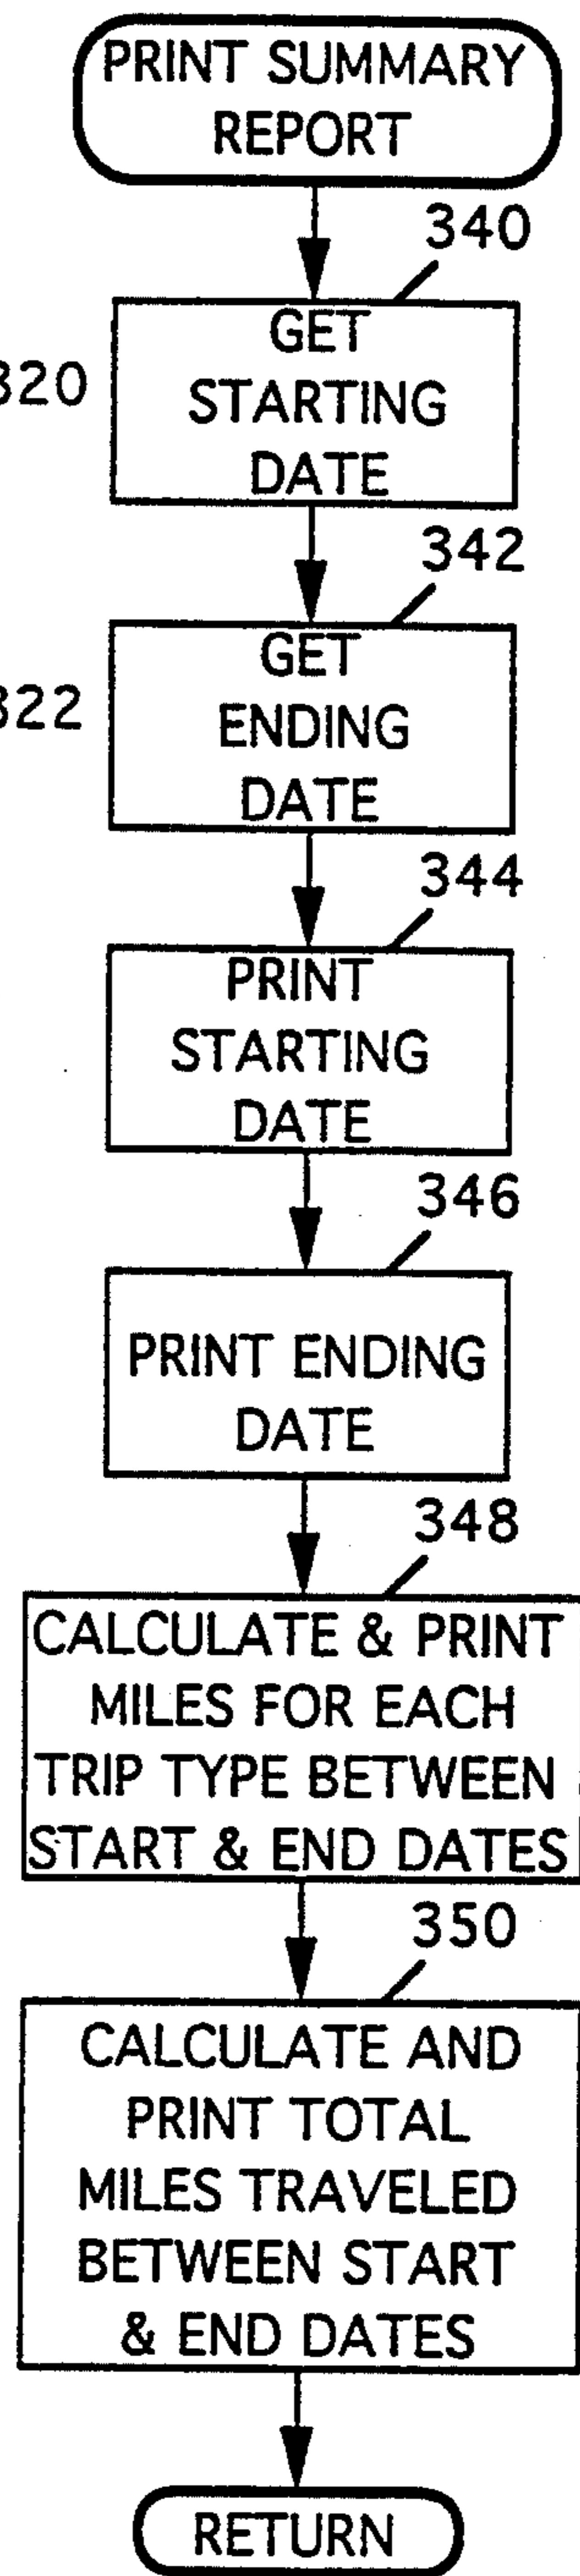 PRINT SUMMARY
REPORT
340
GET
STARTING
DATE
320
342
GET
ENDING
DATE
322
344
PRINT
STARTING
DATE
346
PRINT ENDING
DATE
348
CALCULATE & PRINT
MILES FOR EACH
TRIP TYPE BETWEEN
START & END DATES
350
CALCULATE AND
PRINT TOTAL
MILES TRAVELED
BETWEEN START
& END DATES
RETURN